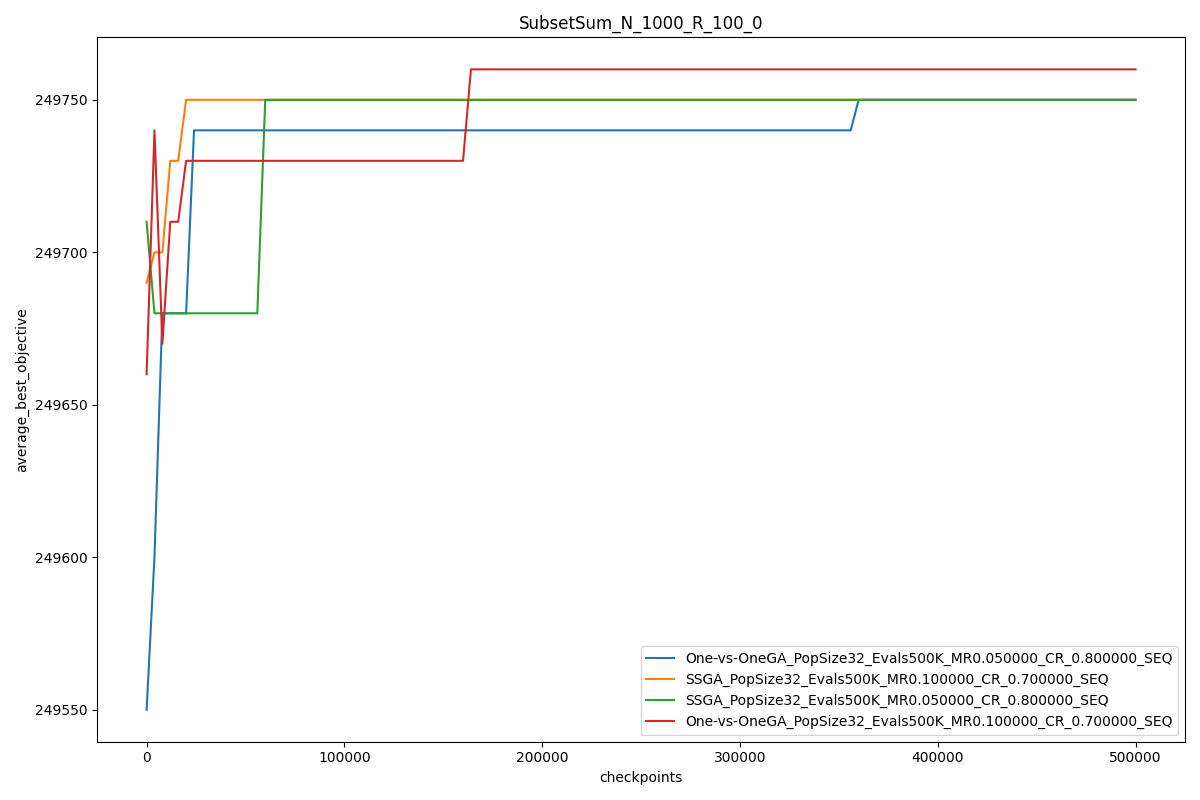 SubsetSum_N_1000_R_100_0
249750
249700
249650
249600
249550
average_best_objective
0
100000
200000
300000
400000
500000
checkpoints
One-vs-OneGA_PopSize32_Evals500K_MR0.050000_CR_0.800000_SEQ
SSGA_PopSize32_Evals500K_MR0.100000_CR_0.700000_SEQ
SSGA_PopSize32_Evals500K_MR0.050000_CR_0.800000_SEQ
One-vs-OneGA_PopSize32_Evals500K_MR0.100000_CR_0.700000_SEQ